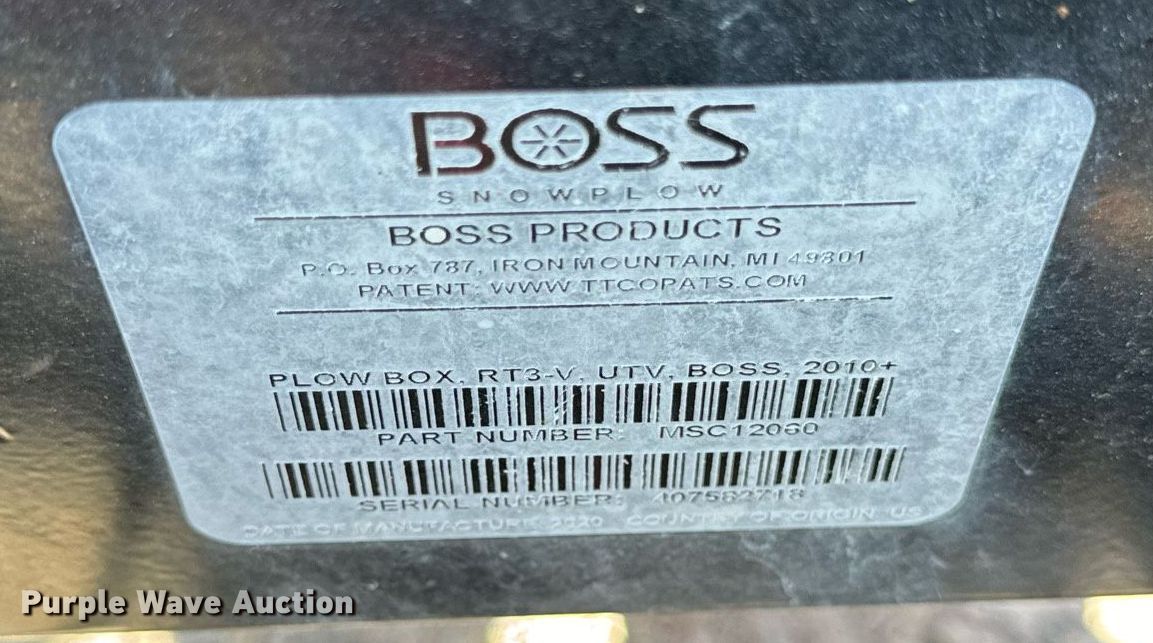 BOSS
SNOWPLOW
BOSS PRODUCTS
P.O. Box 787, IRON MOUNTAIN, MI 49801
PATENT: WWW.TTCOPATS.COM
PLOW BOX, RT3-V, UTV, BOSS, 2010+
PART NUMBER: MSC12060
SERIAL NUMBER: 407582718
DATE OF MANUFACTURE 2020 COUNTRY OF ORIGIN US
Purple Wave Auction